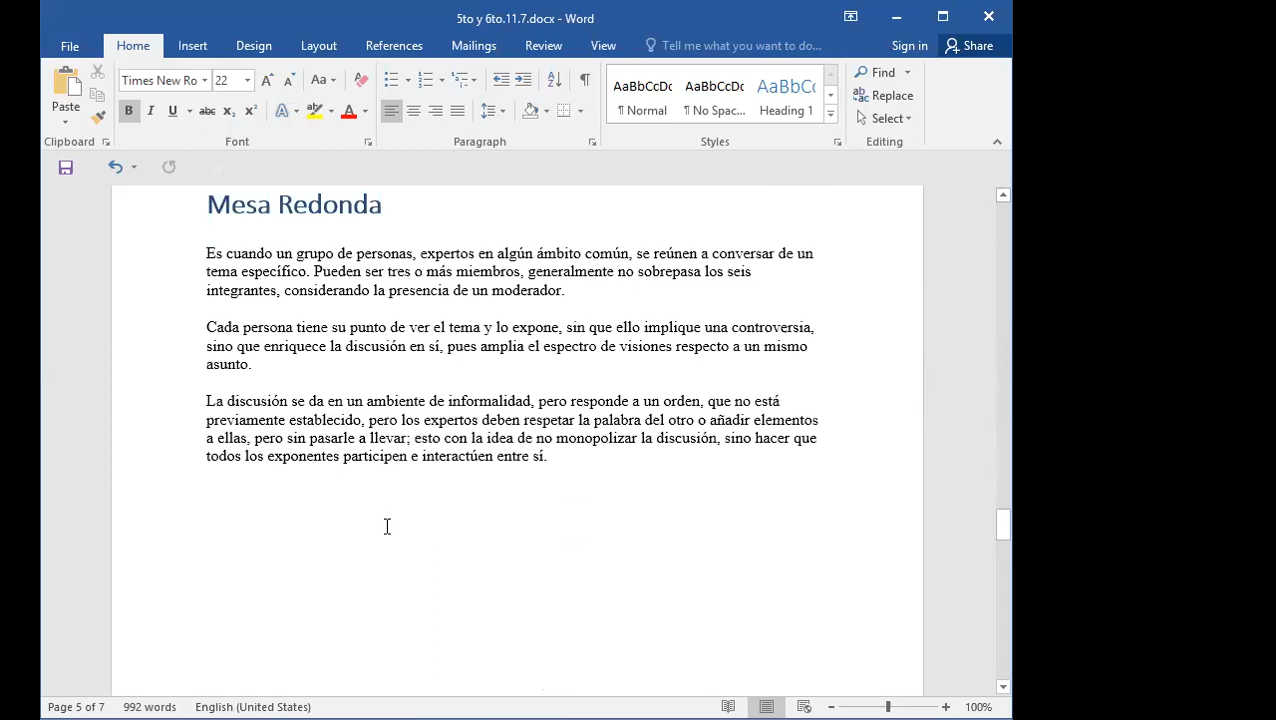 5to y 6to.11.7.docx - Word
File Home Insert Design Layout References Mailings Review View Tell me what you want to do... Sign in Share
Times New Ro 22 Aa Find
Paste Replace
B I U abc x₂ x² A ab A AaBbCcDc AaBbCcDc AaBbCc
¶ Normal ¶ No Spac... Heading 1 Select
Clipboard Font Paragraph Styles Editing
Mesa Redonda
Es cuando un grupo de personas, expertos en algún ámbito común, se reúnen a conversar de un
tema específico. Pueden ser tres o más miembros, generalmente no sobrepasa los seis
integrantes, considerando la presencia de un moderador.
Cada persona tiene su punto de ver el tema y lo expone, sin que ello implique una controversia,
sino que enriquece la discusión en sí, pues amplia el espectro de visiones respecto a un mismo
asunto.
La discusión se da en un ambiente de informalidad, pero responde a un orden, que no está
previamente establecido, pero los expertos deben respetar la palabra del otro o añadir elementos
a ellas, pero sin pasarle a llevar; esto con la idea de no monopolizar la discusión, sino hacer que
todos los exponentes participen e interactúen entre sí.
Page 5 of 7 992 words English (United States) 100%